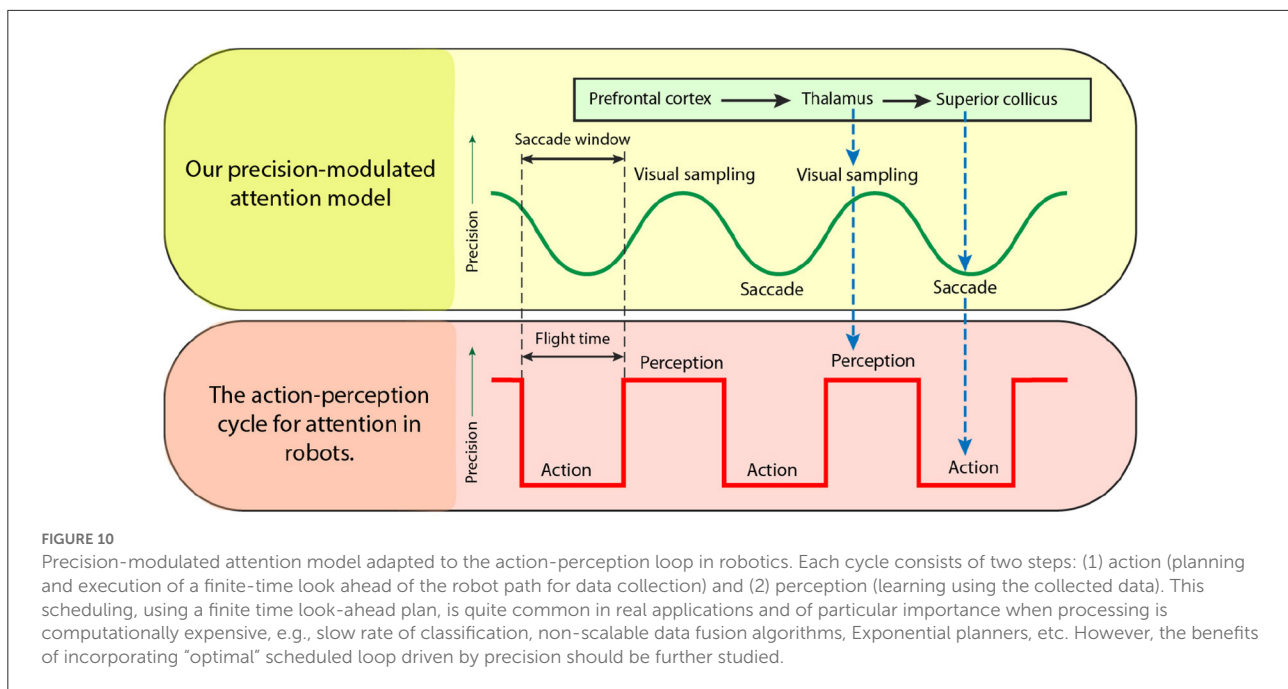 Prefrontal cortex Thalamus Superior collicus
Saccade window
Our precision-modulated
attention model
Precision
Visual sampling Visual sampling
Saccade Saccade
Flight time
The action-perception
cycle for attention in
robots.
Precision
Perception Perception
Action Action Action
FIGURE 10
Precision-modulated attention model adapted to the action-perception loop in robotics. Each cycle consists of two steps: (1) action (planning
and execution of a finite-time look ahead of the robot path for data collection) and (2) perception (learning using the collected data). This
scheduling, using a finite time look-ahead plan, is quite common in real applications and of particular importance when processing is
computationally expensive, e.g., slow rate of classification, non-scalable data fusion algorithms, Exponential planners, etc. However, the benefits
of incorporating “optimal” scheduled loop driven by precision should be further studied.